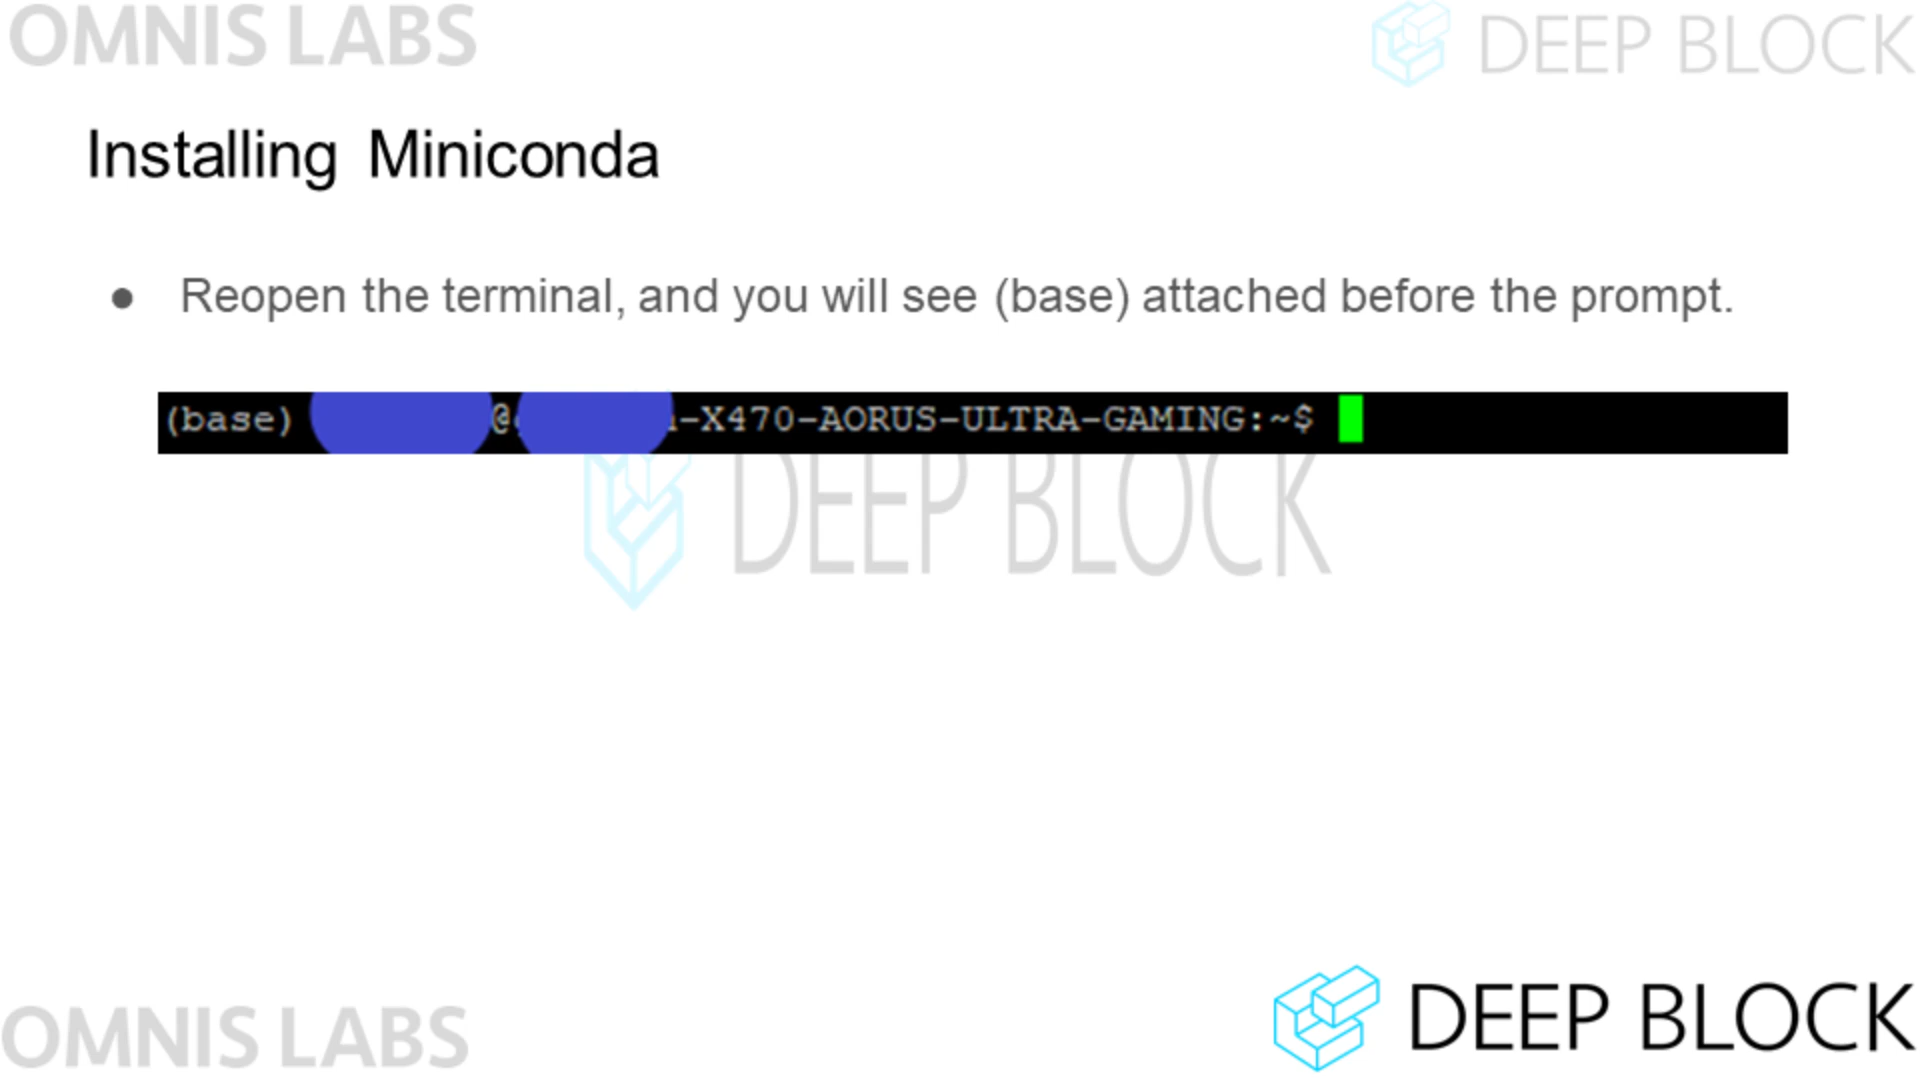 OMNIS LABS
DEEP BLOCK
Installing Miniconda
● Reopen the terminal, and you will see (base) attached before the prompt.
(base) @ -X470-AORUS-ULTRA-GAMING:~$
DEEP BLOCK
OMNIS LABS
DEEP BLOCK